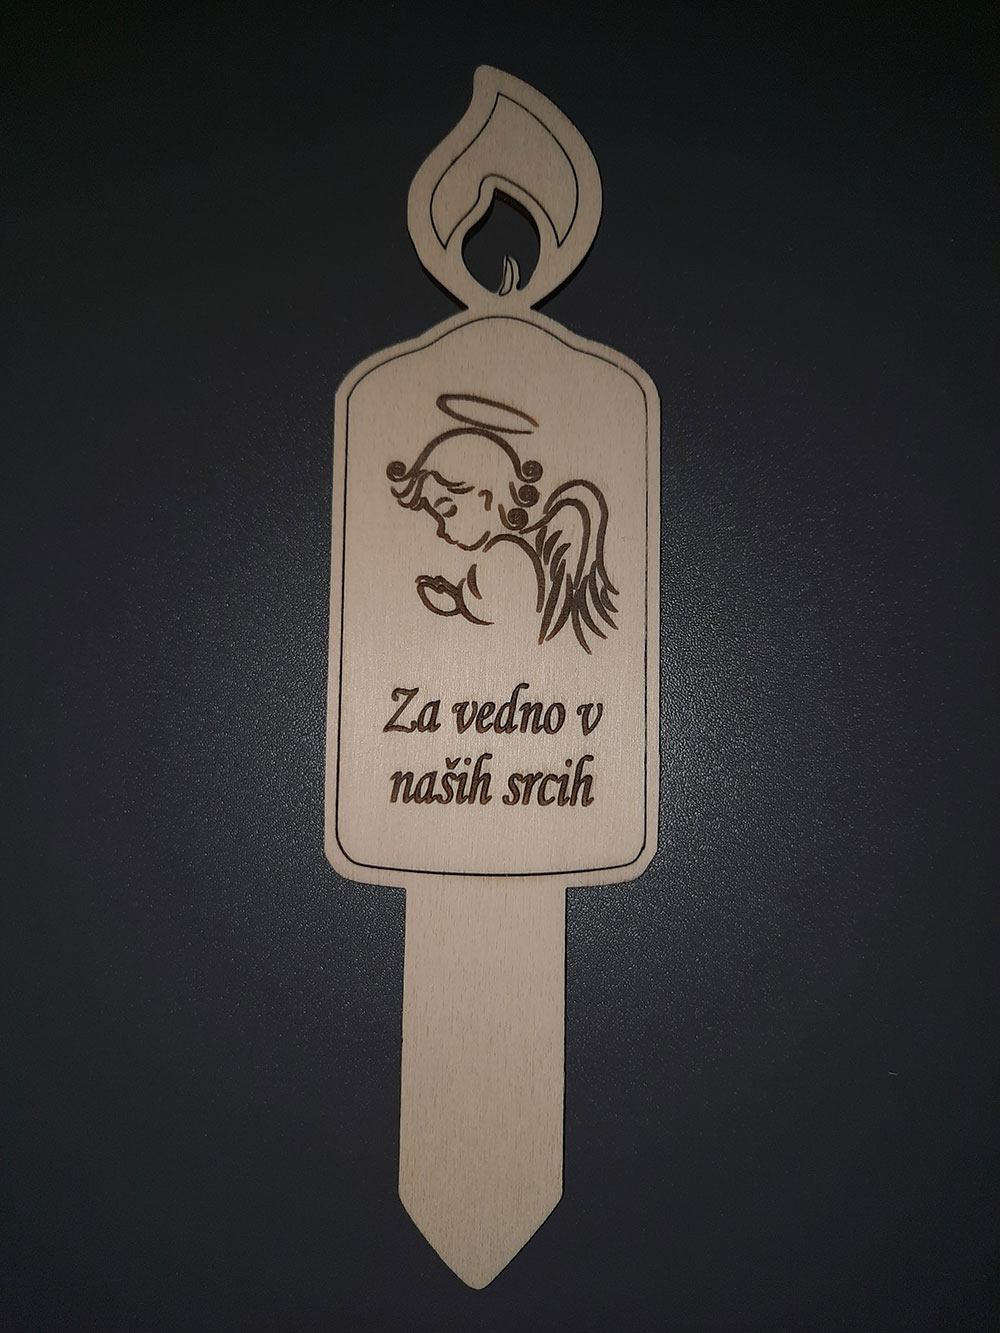 Za vedno v
naših srcih